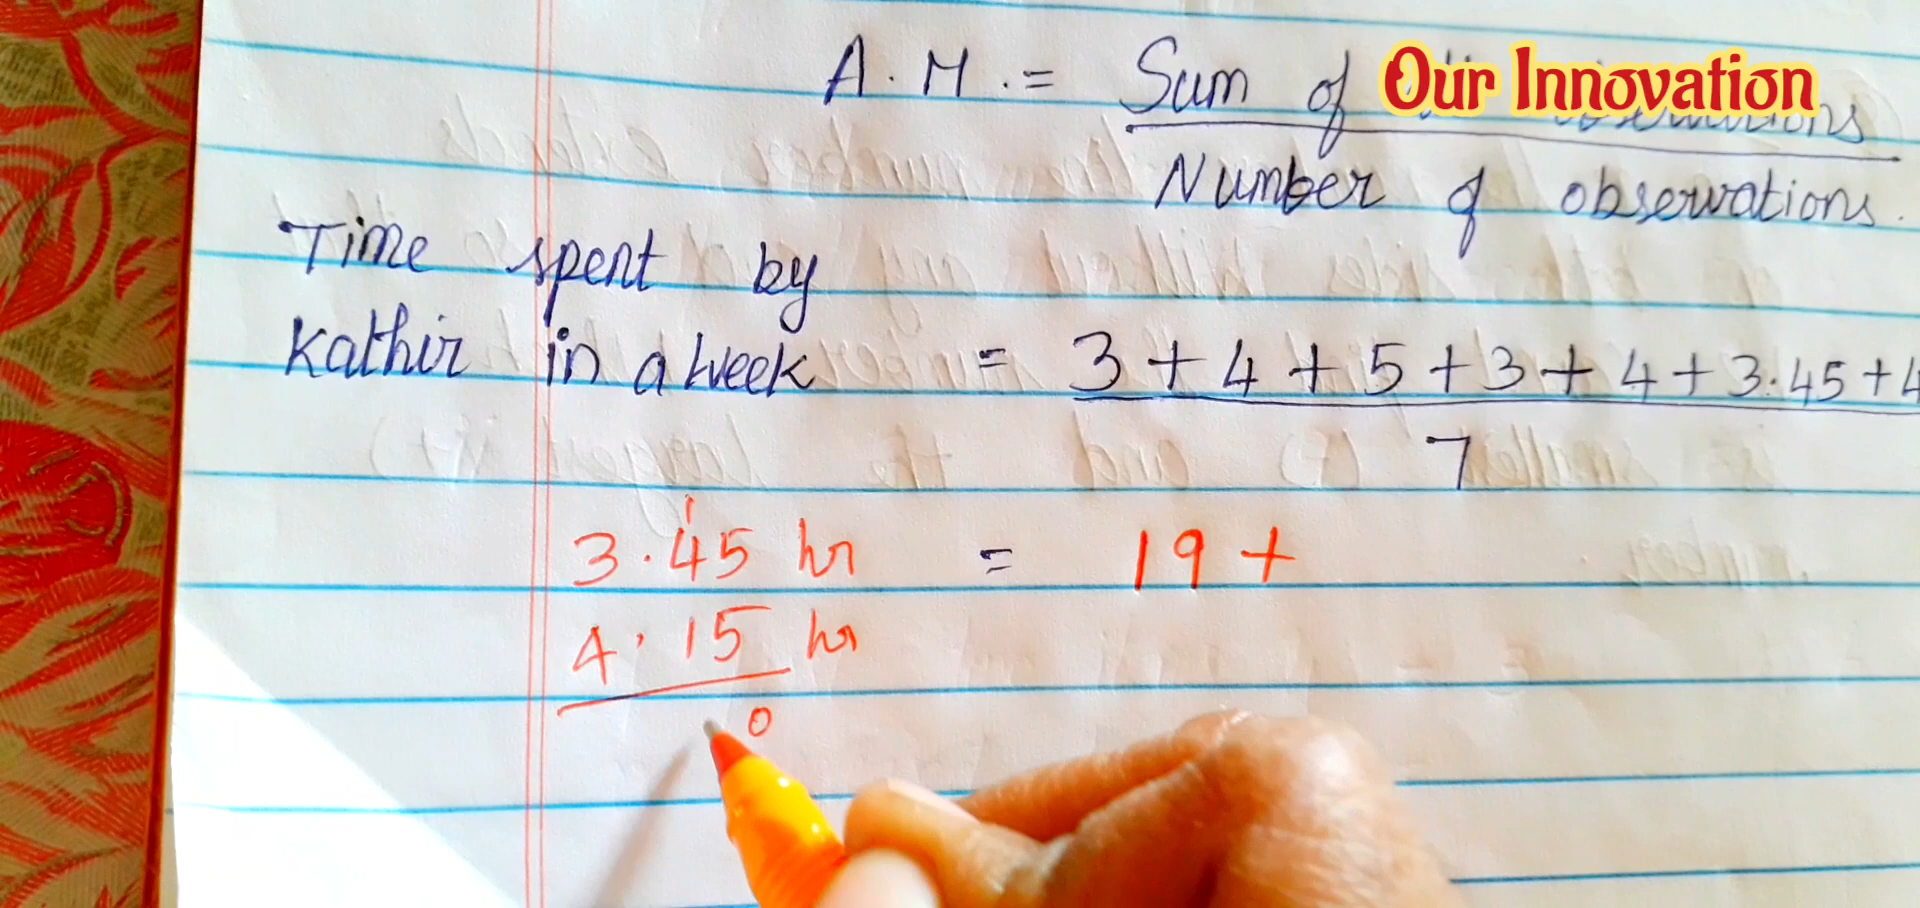 A.M. = Sum of
Our Innovation
Number of observations.
Time spent by
Kathir in a week = 3 + 4 + 5 + 3 + 4 + 3.45 + 4
7
1
3.45 hr = 19 +
4.15 hr
0